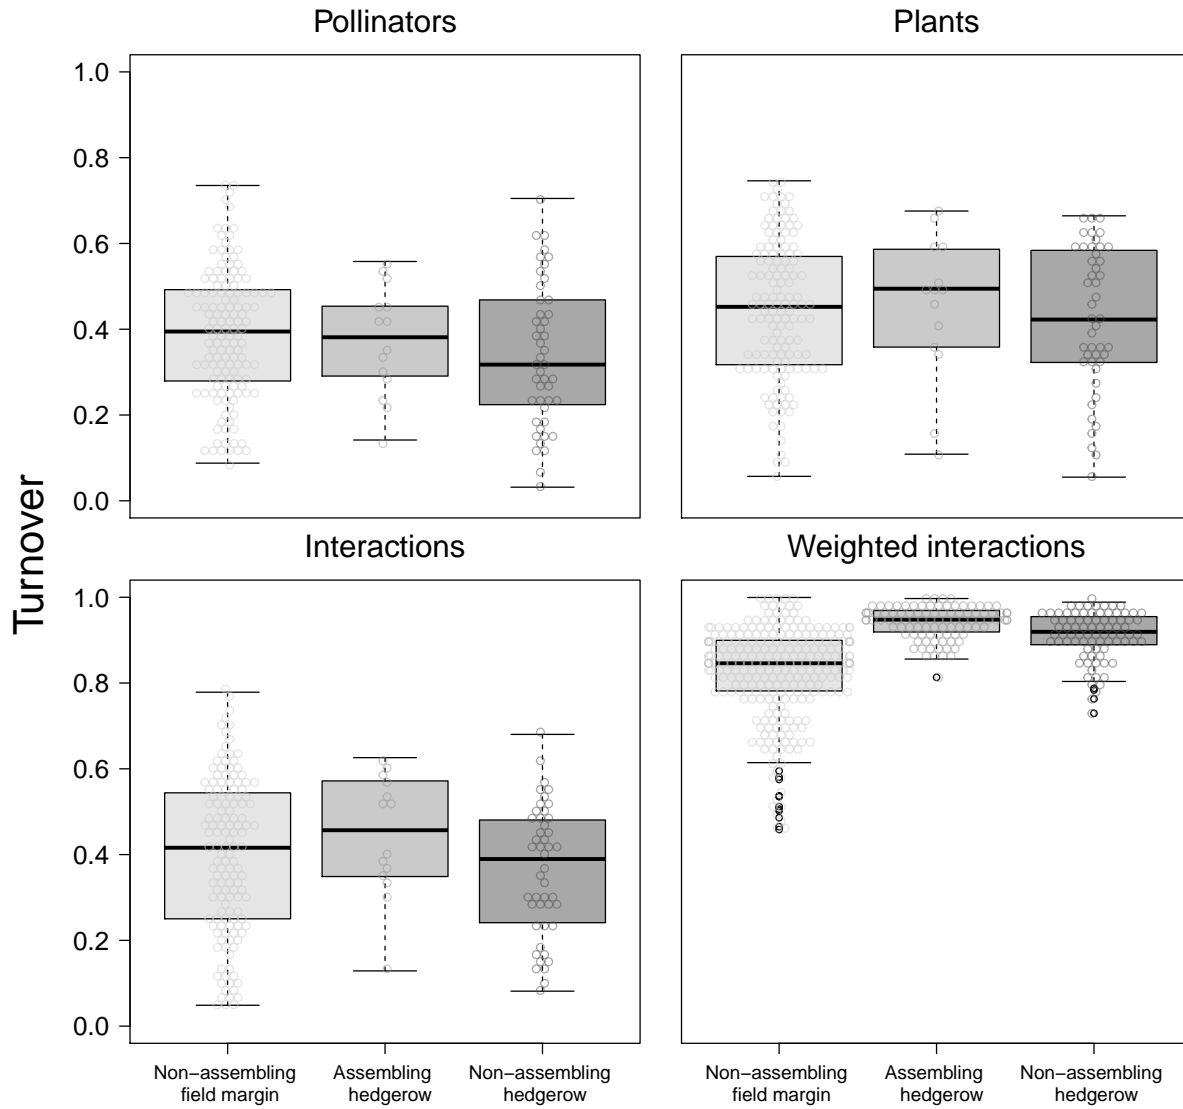 Pollinators
Plants
1.0
0.8
0.6
0.4
0.2
0.0
Turnover
Interactions
Weighted interactions
1.0
0.8
0.6
0.4
0.2
0.0
Non−assembling
field margin
Assembling
hedgerow
Non−assembling
hedgerow
Non−assembling
field margin
Assembling
hedgerow
Non−assembling
hedgerow